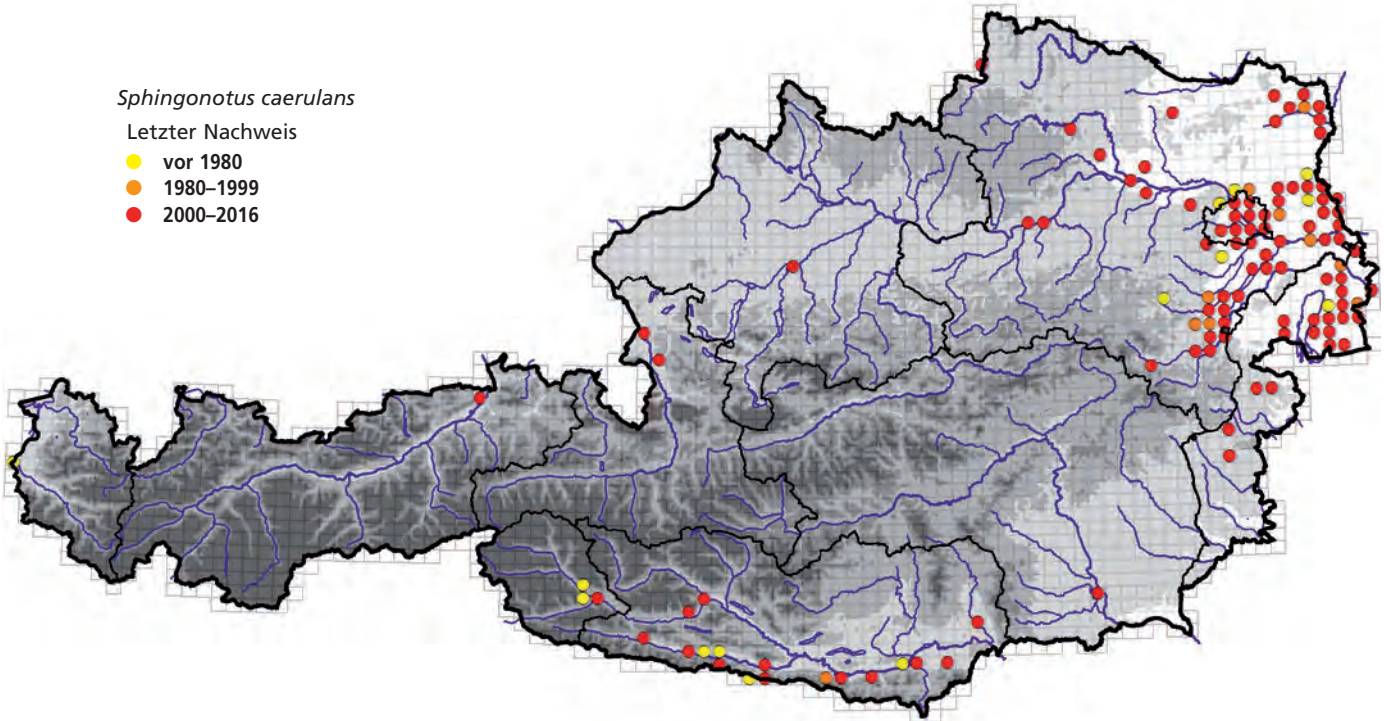 Sphingonotus caerulans
Letzter Nachweis
vor 1980
1980–1999
2000–2016